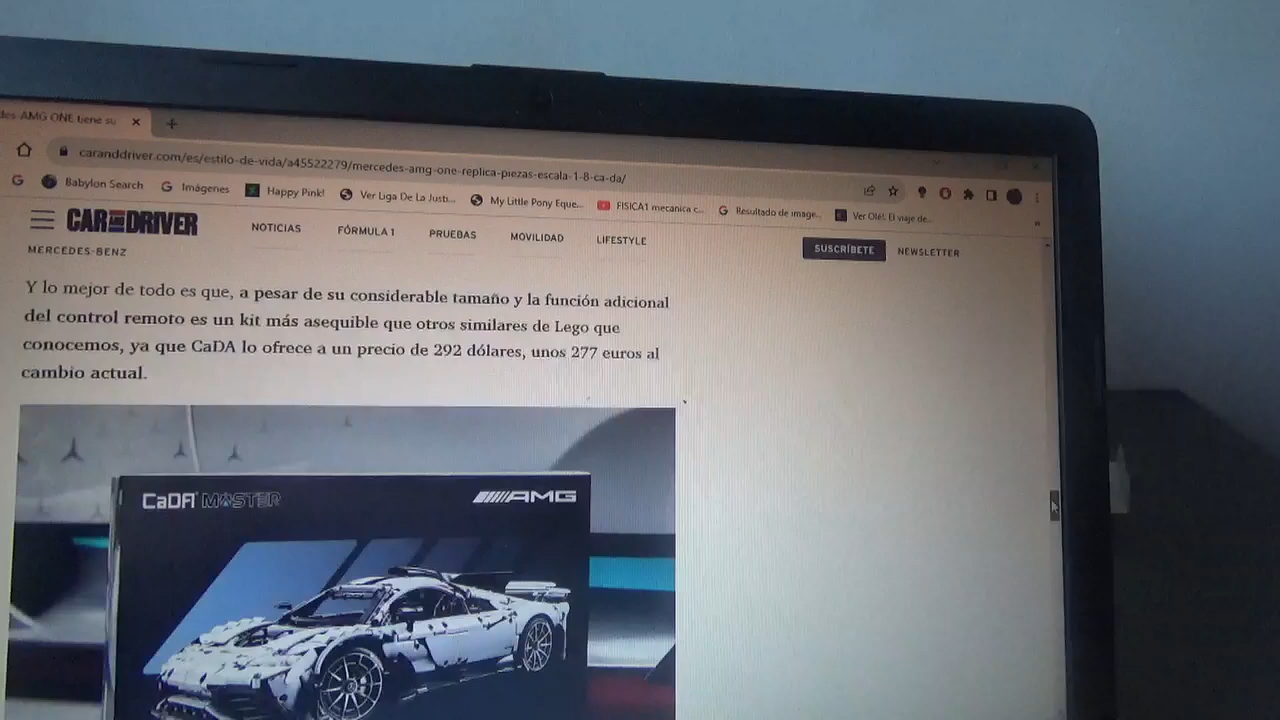 des-AMG ONE tiene su
caranddriver.com/es/estilo-de-vida/a45522279/mercedes-amg-one-replica-piezas-escala-1-8-ca-da/
Babylon Search
Imágenes
Happy Pink!
Ver Liga De La Justi...
My Little Pony Eque...
FISICA1 mecanica c...
Resultado de image...
Ver Olé!. El viaje de...
CAR AND DRIVER
NOTICIAS
FÓRMULA 1
PRUEBAS
MOVILIDAD
LIFESTYLE
SUSCRÍBETE
NEWSLETTER
MERCEDES-BENZ
Y lo mejor de todo es que, a pesar de su considerable tamaño y la función adicional
del control remoto es un kit más asequible que otros similares de Lego que
conocemos, ya que CaDA lo ofrece a un precio de 292 dólares, unos 277 euros al
cambio actual.
CaDA MASTER
AMG